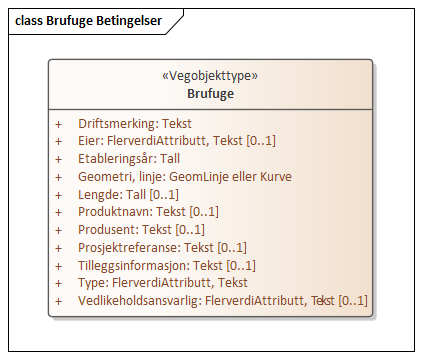 class Brufuge Betingelser
«Vegobjekttype»
Brufuge
+ Driftsmerking: Tekst
+ Eier: FlerverdiAttributt, Tekst [0..1]
+ Etableringsår: Tall
+ Geometri, linje: GeomLinje eller Kurve
+ Lengde: Tall [0..1]
+ Produktnavn: Tekst [0..1]
+ Produsent: Tekst [0..1]
+ Prosjektreferanse: Tekst [0..1]
+ Tilleggsinformasjon: Tekst [0..1]
+ Type: FlerverdiAttributt, Tekst
+ Vedlikeholdsansvarlig: FlerverdiAttributt, Tekst [0..1]